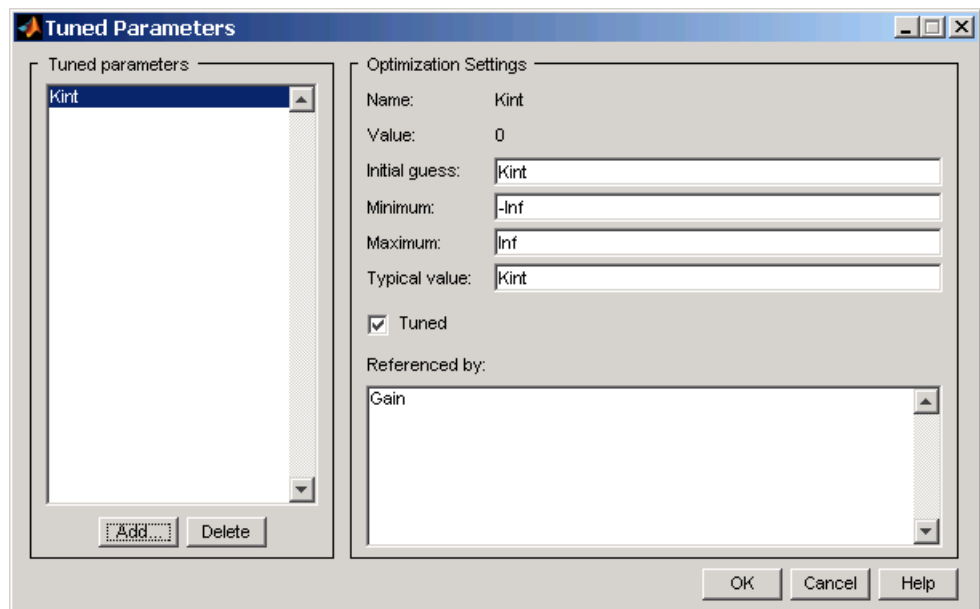 Tuned Parameters
Tuned parameters
Kint
Add...
Delete
Optimization Settings
Name: Kint
Value: 0
Initial guess: Kint
Minimum: -Inf
Maximum: Inf
Typical value: Kint
Tuned
Referenced by:
Gain
OK Cancel Help